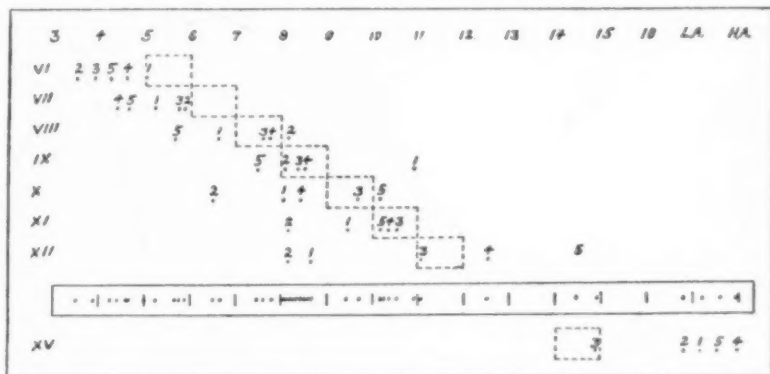 3 4 5 6 7 8 9 10 11 12 13 14 15 18 LA HA
VI 2 3 5 4 1
VII 4 5 1 3 2
VIII 5 1 3 4 2
IX 5 2 3 4 1
X 2 1 4 3 5
XI 2 1 5 4 3
XII 2 1 3 4 5
XV 3 2 1 5 4